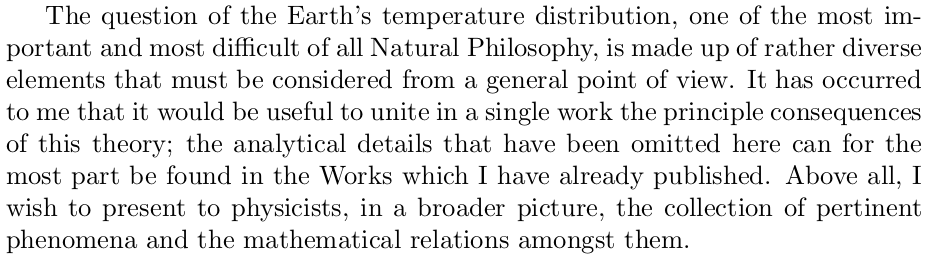 The question of the Earth's temperature distribution, one of the most im-
portant and most difficult of all Natural Philosophy, is made up of rather diverse
elements that must be considered from a general point of view. It has occurred
to me that it would be useful to unite in a single work the principle consequences
of this theory; the analytical details that have been omitted here can for the
most part be found in the Works which I have already published. Above all, I
wish to present to physicists, in a broader picture, the collection of pertinent
phenomena and the mathematical relations amongst them.